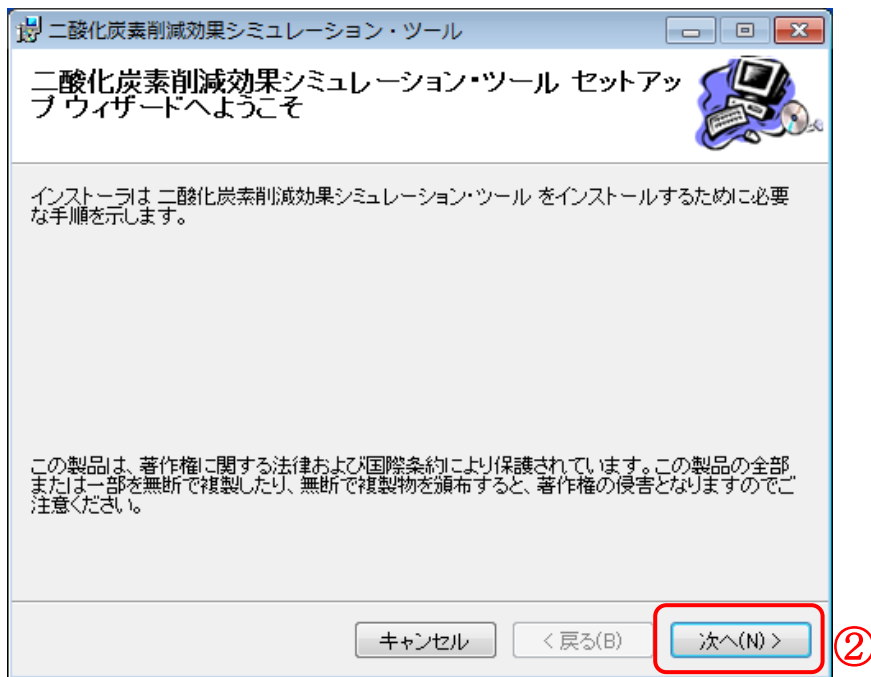 二酸化炭素削減効果シミュレーション・ツール
二酸化炭素削減効果シミュレーション・ツール セットアッ
プ ウィザードへようこそ
インストーラは 二酸化炭素削減効果シミュレーション・ツール をインストールするために必要
な手順を示します。
この製品は、著作権に関する法律および国際条約により保護されています。この製品の全部
または一部を無断で複製したり、無断で複製物を頒布すると、著作権の侵害となりますのでご
注意ください。
キャンセル < 戻る(B) 次へ(N) > ②